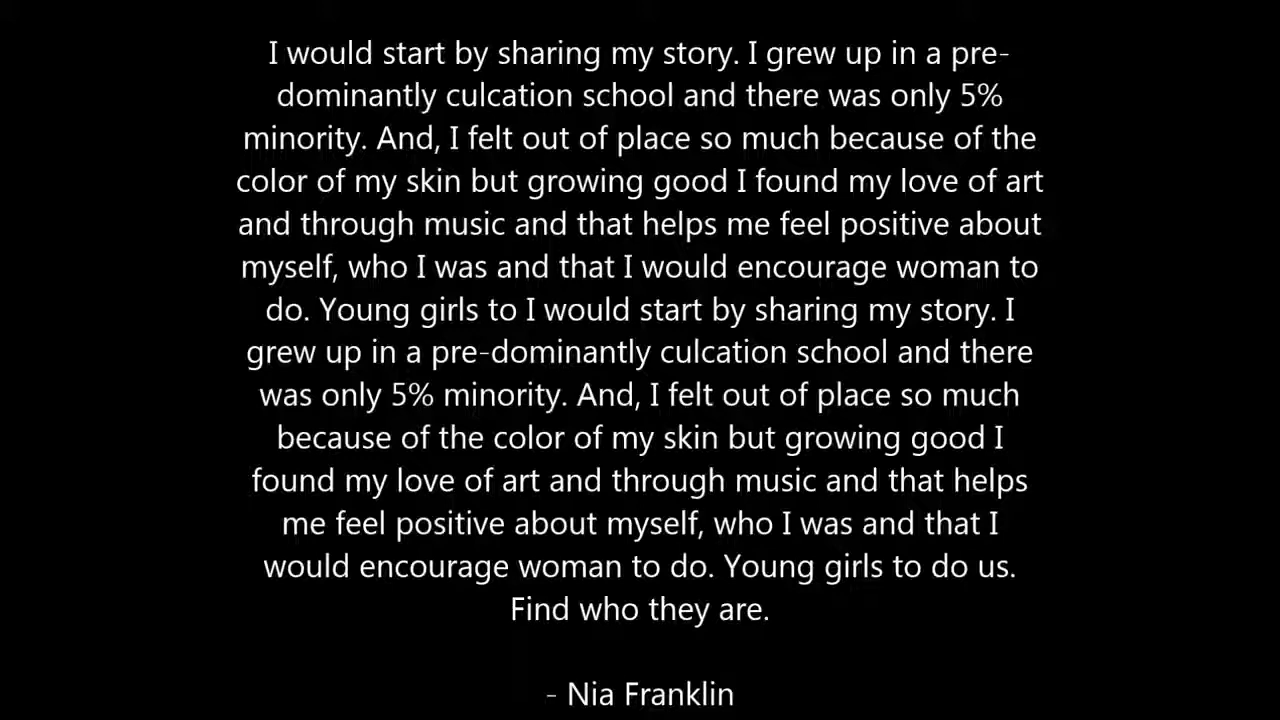 I would start by sharing my story. I grew up in a pre-
dominantly culcation school and there was only 5%
minority. And, I felt out of place so much because of the
color of my skin but growing good I found my love of art
and through music and that helps me feel positive about
myself, who I was and that I would encourage woman to
do. Young girls to I would start by sharing my story. I
grew up in a pre-dominantly culcation school and there
was only 5% minority. And, I felt out of place so much
because of the color of my skin but growing good I
found my love of art and through music and that helps
me feel positive about myself, who I was and that I
would encourage woman to do. Young girls to do us.
Find who they are.
- Nia Franklin